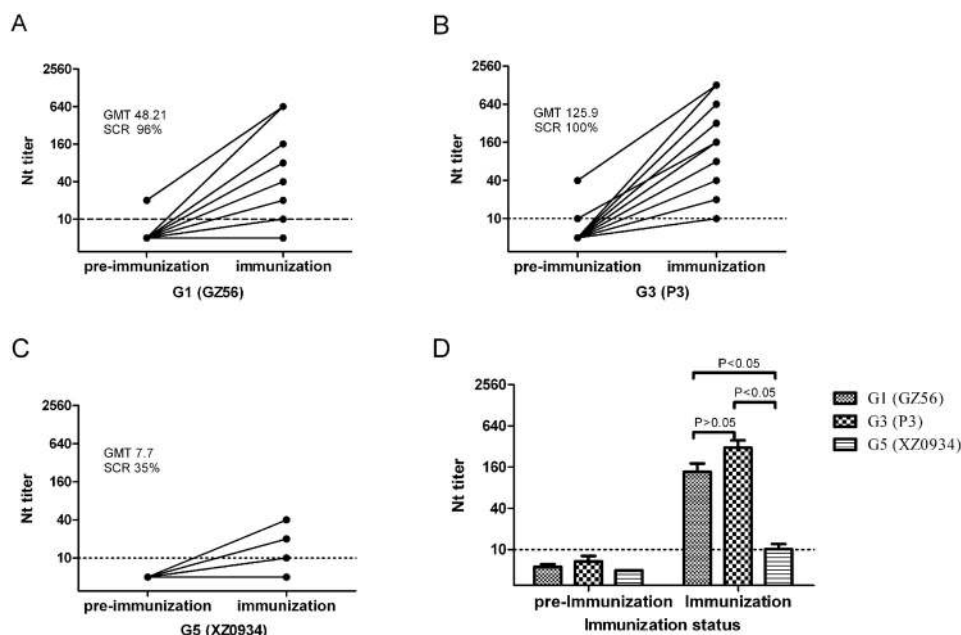 A
Nt titer
2560
640
160
40
10
GMT 48.21
SCR 96%
pre-immunization immunization
G1 (GZ56)
B
Nt titer
2560
640
160
40
10
GMT 125.9
SCR 100%
pre-immunization immunization
G3 (P3)
C
Nt titer
2560
640
160
40
10
GMT 7.7
SCR 35%
pre-immunization immunization
G5 (XZ0934)
D
Nt titer
2560
640
160
40
10
P<0.05
P<0.05
P>0.05
pre-Immunization Immunization
Immunization status
G1 (GZ56)
G3 (P3)
G5 (XZ0934)